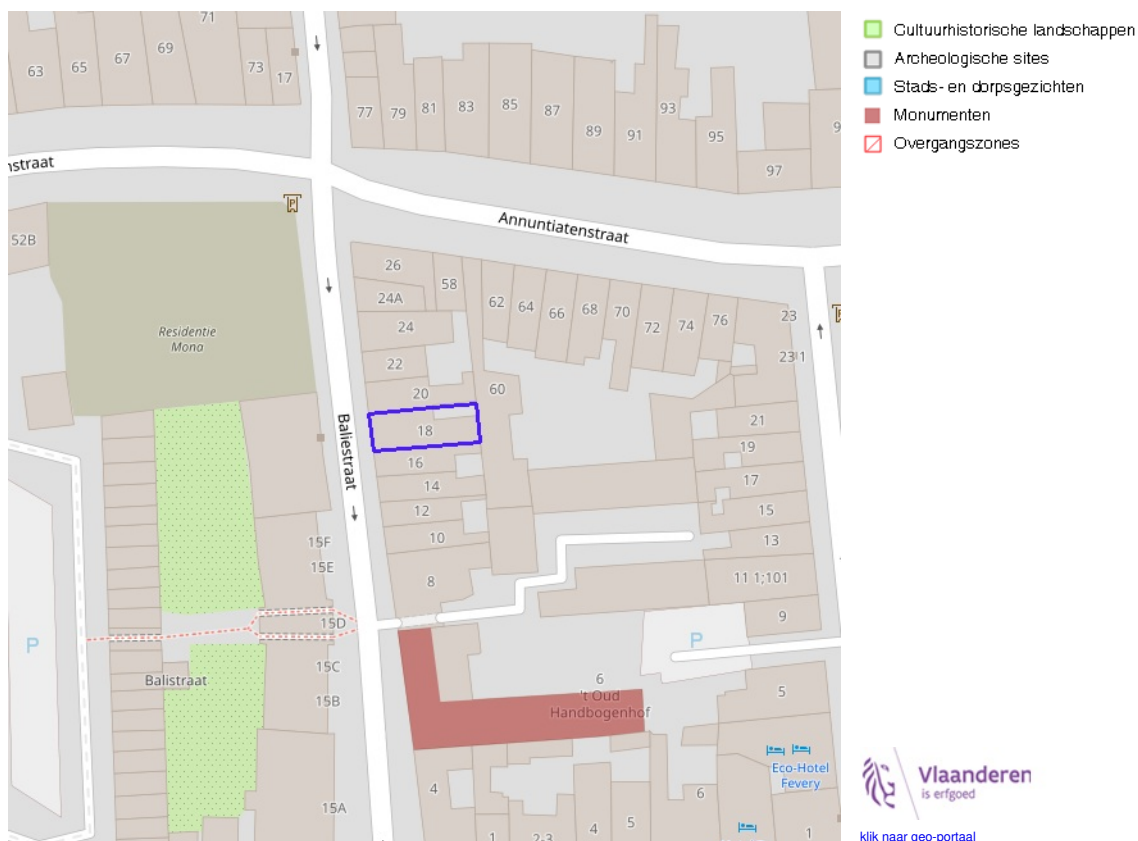 71
69
67
65
63
73
17
77
79
81
83
85
87
89
91
93
95
97
9
nstraat
Annuntiatenstraat
P
52B
Residentie
Mona
26
58
24A
24
22
20
18
16
14
12
10
8
62
64
66
68
70
72
74
76
60
23
23 1
21
19
17
15
13
11 1;101
9
Baliestraat
15F
15E
15D
15C
15B
15A
P
Balistraat
P
6
't Oud
Handbogenhof
5
Eco-Hotel
Fevery
4
6
1
2-3
4
5
1
Cultuurhistorische landschappen
Archeologische sites
Stads- en dorpsgezichten
Monumenten
Overgangszones
Vlaanderen
is erfgoed
klik naar geo-portaal